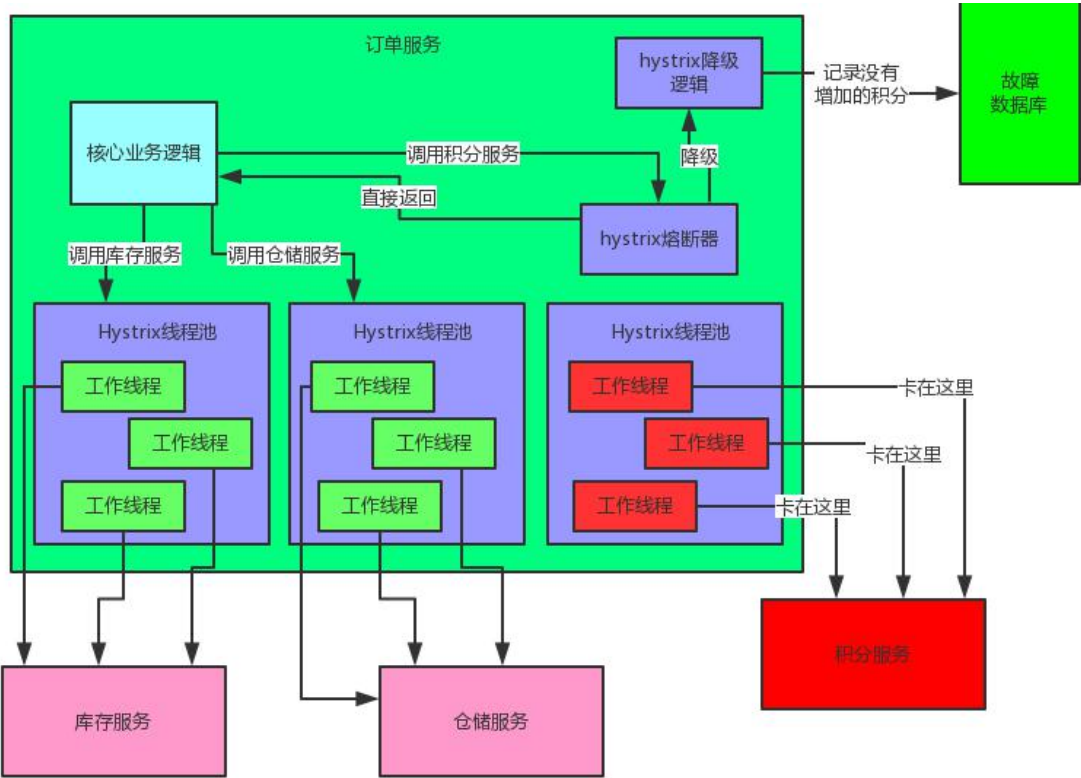 订单服务
hystrix降级
逻辑
记录没有
增加的积分
故障
数据库
核心业务逻辑
调用积分服务
降级
直接返回
hystrix熔断器
调用库存服务
调用仓储服务
Hystrix线程池
Hystrix线程池
Hystrix线程池
工作线程
工作线程
工作线程
卡在这里
工作线程
工作线程
工作线程
卡在这里
工作线程
工作线程
工作线程
卡在这里
积分服务
库存服务
仓储服务